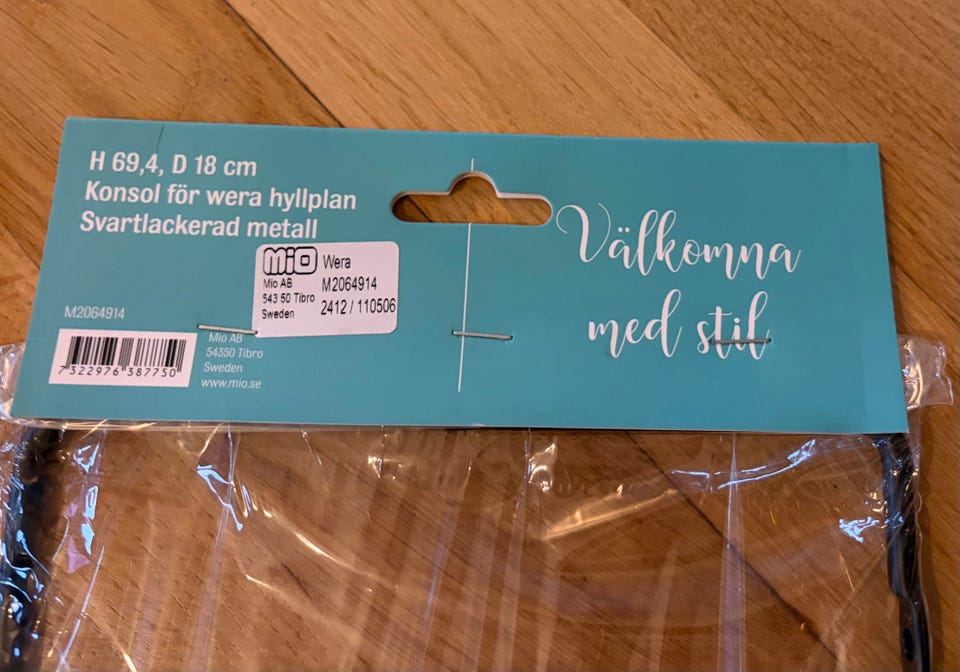 H 69,4, D 18 cm
Konsol för wera hyllplan
Svartlackerad metall
mio
Wera
Mio AB
M2064914
543 50 Tibro
2412 / 110506
Sweden
M2064914
7 322976 387750
Mio AB
54350 Tibro
Sweden
www.mio.se
Välkomna
med stil